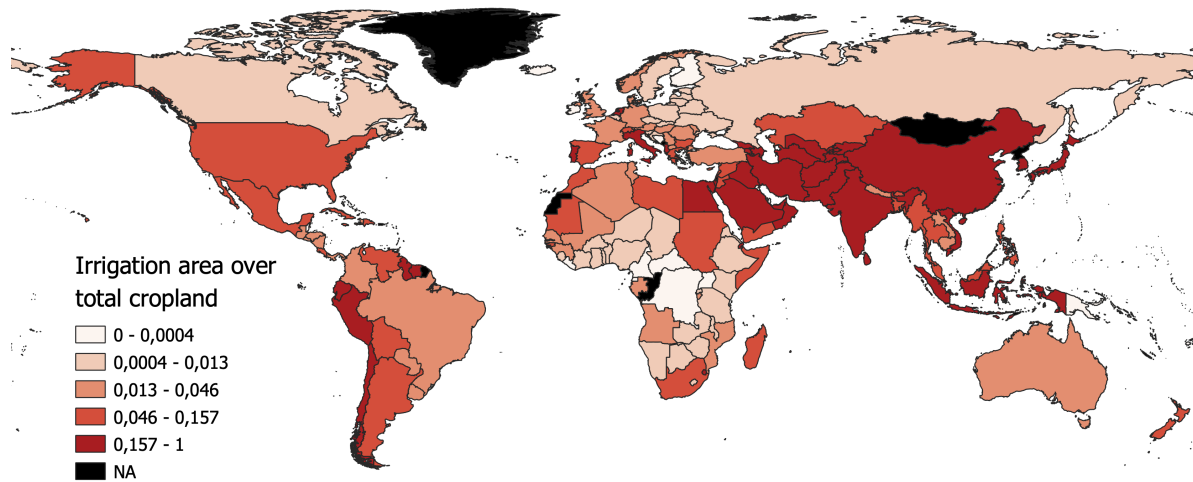 Irrigation area over
total cropland
0 - 0,0004
0,0004 - 0,013
0,013 - 0,046
0,046 - 0,157
0,157 - 1
NA